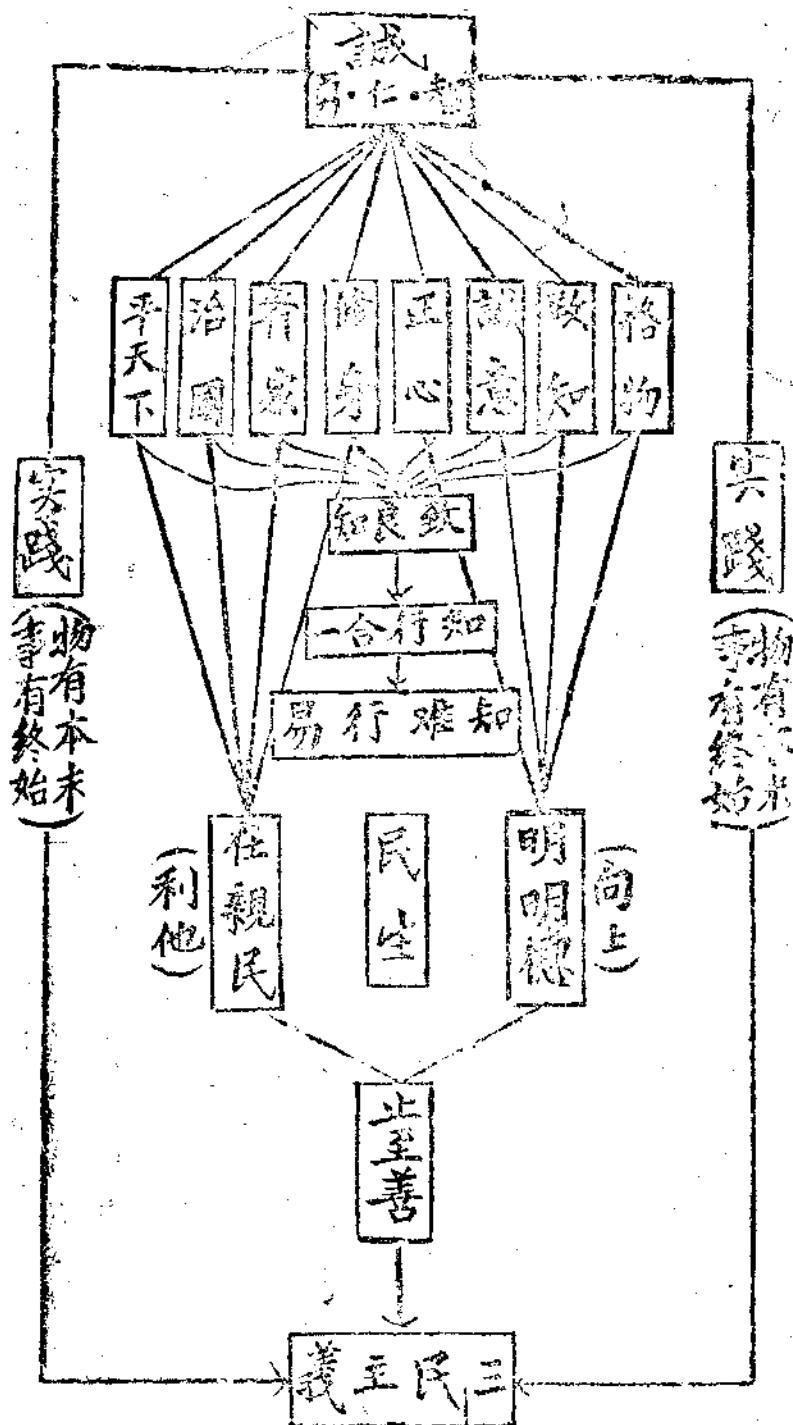 誠
智・仁・勇
格物
致知
誠意
正心
修身
齊家
治國
平天下
致良知
知行合一
知難行易
実踐
(物有本末
事有終始)
実踐
(物有本末
事有終始)
明明德
(向上)
民生
在親民
(利他)
止至善
三民主義